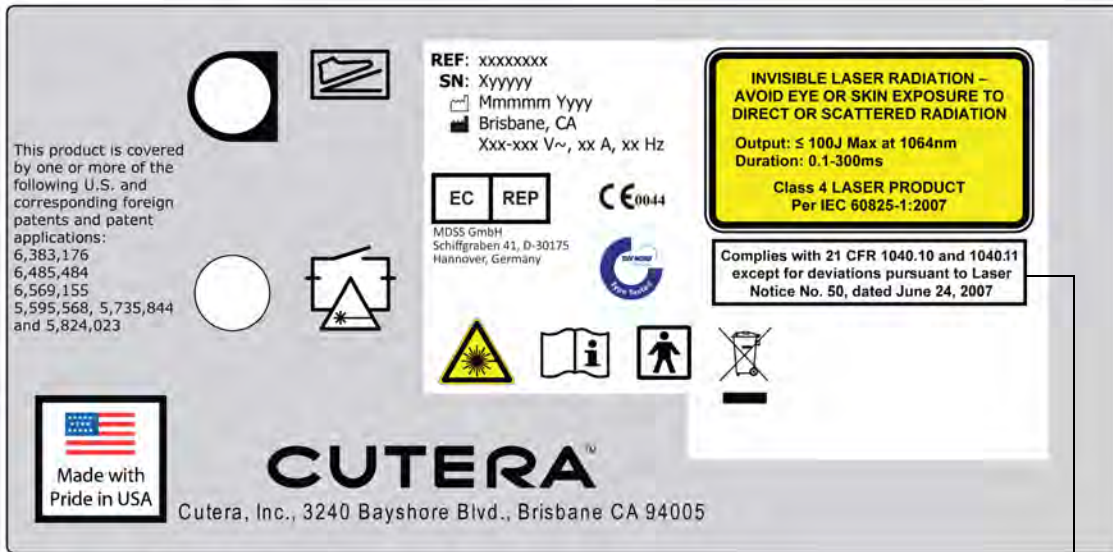 This product is covered
by one or more of the
following U.S. and
corresponding foreign
patents and patent
applications:
6,383,176
6,485,484
6,569,155
5,595,568, 5,735,844
and 5,824,023
Made with
Pride in USA
REF: xxxxxxxx
SN: Xyyyyy
Mmmmm Yyyy
Brisbane, CA
Xxx-xxx V~, xx A, xx Hz
EC REP
MDSS GmbH
Schiffgraben 41, D-30175
Hannover, Germany
CE0044
TÜV NORD
Type tested
INVISIBLE LASER RADIATION –
AVOID EYE OR SKIN EXPOSURE TO
DIRECT OR SCATTERED RADIATION
Output: ≤ 100J Max at 1064nm
Duration: 0.1-300ms
Class 4 LASER PRODUCT
Per IEC 60825-1:2007
Complies with 21 CFR 1040.10 and 1040.11
except for deviations pursuant to Laser
Notice No. 50, dated June 24, 2007
i
CUTERA™
Cutera, Inc., 3240 Bayshore Blvd., Brisbane CA 94005